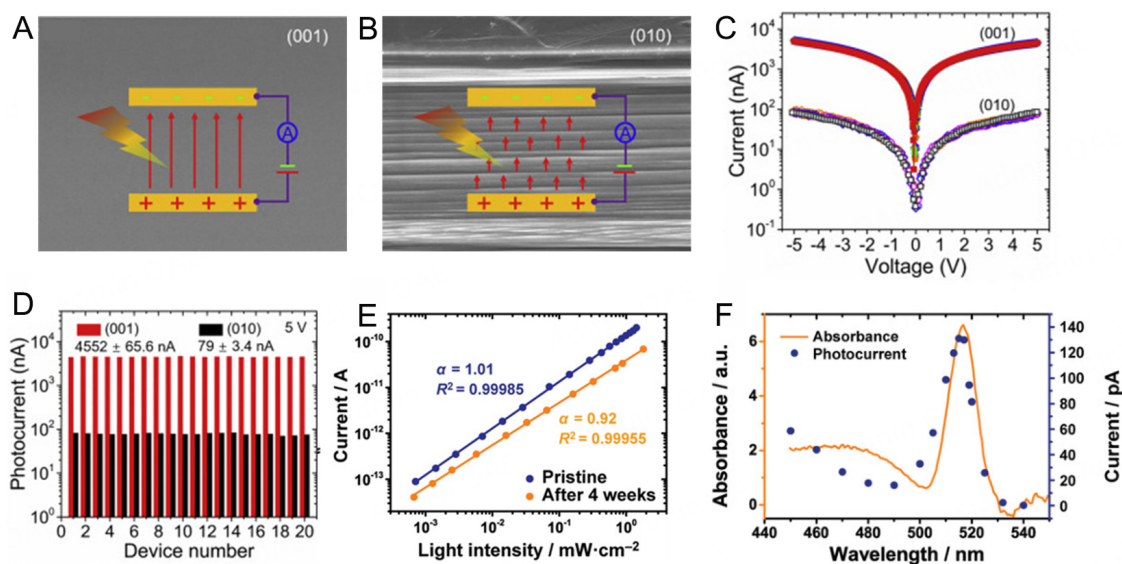 A
(001)
- - - -
A
+ + + +
B
(010)
- - - -
A
+ + + +
C
Current (nA)
10⁵
10⁴
10³
10²
10¹
10⁰
10⁻¹
(001)
(010)
-5 -4 -3 -2 -1 0 1 2 3 4 5
Voltage (V)
D
Photocurrent (nA)
10⁵
10⁴
10³
10²
10¹
10⁰
(001) (010) 5 V
4552 ± 65.6 nA 79 ± 3.4 nA
0 2 4 6 8 10 12 14 16 18 20
Device number
E
Current / A
10⁻¹⁰
10⁻¹¹
10⁻¹²
10⁻¹³
α = 1.01
R² = 0.99985
α = 0.92
R² = 0.99955
Pristine
After 4 weeks
10⁻³ 10⁻² 10⁻¹ 10⁰
Light intensity / mW·cm⁻²
F
Absorbance / a.u.
6
4
2
0
Absorbance
Photocurrent
140
120
100
80
60
40
20
0
Current / pA
440 460 480 500 520 540
Wavelength / nm